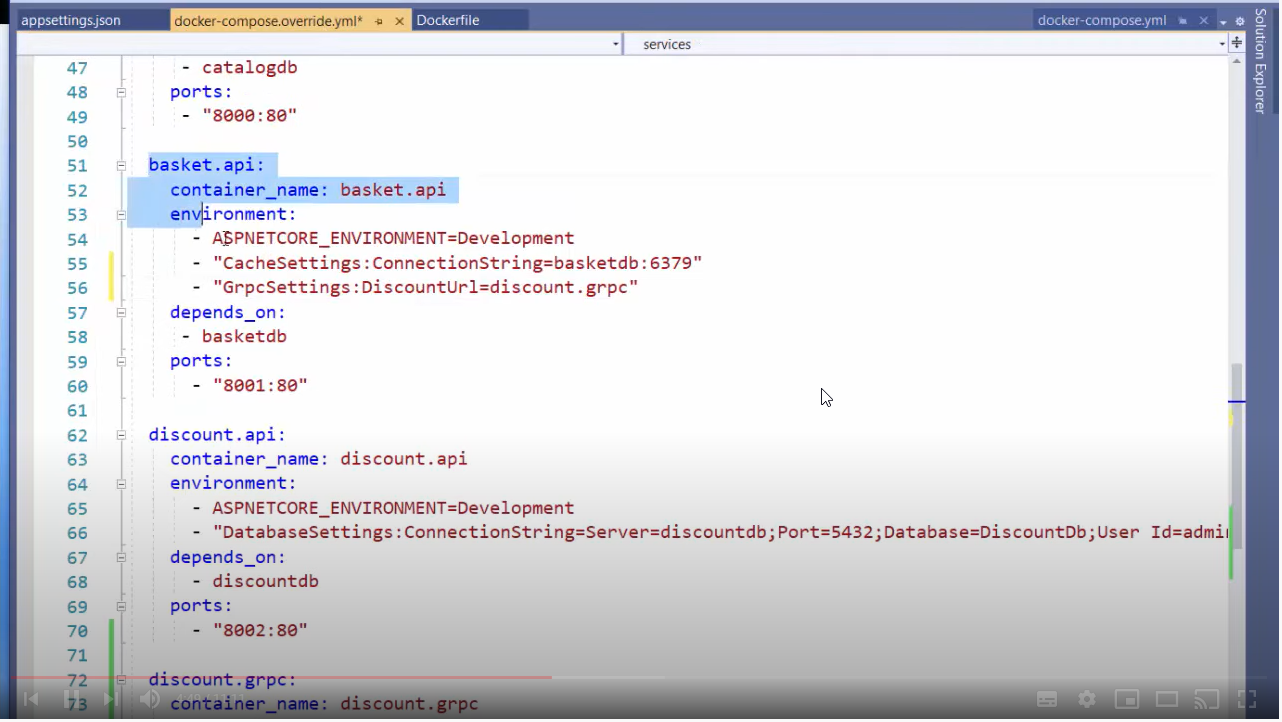 appsettings.json docker-compose.override.yml* Dockerfile docker-compose.yml
services
Solution Explorer
47 - catalogdb
48 ports:
49 - "8000:80"
50
51 basket.api:
52 container_name: basket.api
53 environment:
54 - ASPNETCORE_ENVIRONMENT=Development
55 - "CacheSettings:ConnectionString=basketdb:6379"
56 - "GrpcSettings:DiscountUrl=discount.grpc"
57 depends_on:
58 - basketdb
59 ports:
60 - "8001:80"
61
62 discount.api:
63 container_name: discount.api
64 environment:
65 - ASPNETCORE_ENVIRONMENT=Development
66 - "DatabaseSettings:ConnectionString=Server=discountdb;Port=5432;Database=DiscountDb;User Id=admin
67 depends_on:
68 - discountdb
69 ports:
70 - "8002:80"
71
72 discount.grpc:
73 container_name: discount.grpc